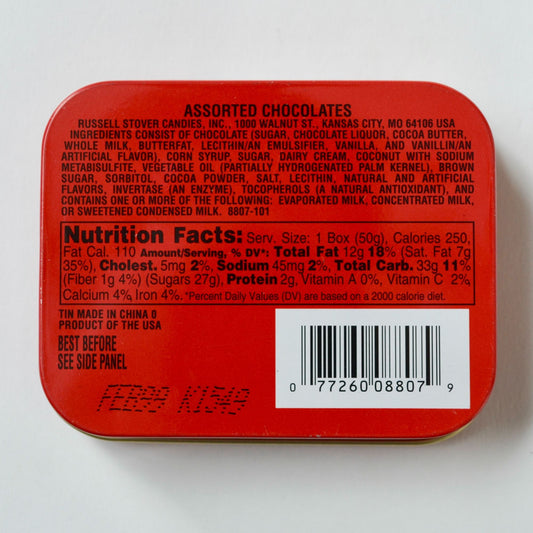 ASSORTED CHOCOLATES
RUSSELL STOVER CANDIES, INC., 1000 WALNUT ST., KANSAS CITY, MO 64106 USA
INGREDIENTS CONSIST OF CHOCOLATE (SUGAR, CHOCOLATE LIQUOR, COCOA BUTTER,
WHOLE MILK, BUTTERFAT, LECITHIN/AN EMULSIFIER, VANILLA, AND VANILLIN/AN
ARTIFICIAL FLAVOR), CORN SYRUP, SUGAR, DAIRY CREAM, COCONUT WITH SODIUM
METABISULFITE, VEGETABLE OIL (PARTIALLY HYDROGENATED PALM KERNEL), BROWN
SUGAR, SORBITOL, COCOA POWDER, SALT, LECITHIN, NATURAL AND ARTIFICIAL
FLAVORS, INVERTASE (AN ENZYME), TOCOPHEROLS (A NATURAL ANTIOXIDANT), AND
CONTAINS ONE OR MORE OF THE FOLLOWING: EVAPORATED MILK, CONCENTRATED MILK,
OR SWEETENED CONDENSED MILK. 8807-101
Nutrition Facts: Serv. Size: 1 Box (50g), Calories 250,
Fat Cal. 110 Amount/Serving, % DV*: Total Fat 12g 18% (Sat. Fat 7g
35%), Cholest. 5mg 2%, Sodium 45mg 2%, Total Carb. 33g 11%
(Fiber 1g 4%) (Sugars 27g), Protein 2g, Vitamin A 0%, Vitamin C 2%,
Calcium 4%, Iron 4%. *Percent Daily Values (DV) are based on a 2000 calorie diet.
TIN MADE IN CHINA 0
PRODUCT OF THE USA
BEST BEFORE
SEE SIDE PANEL
FEB99 K1549
0 77260 08807 9